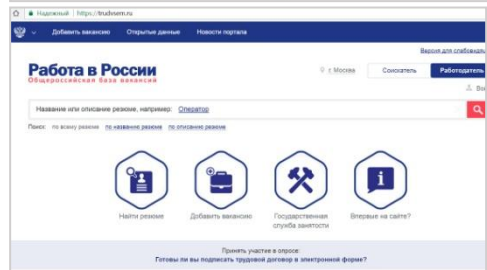 Надежный | https://trudvsem.ru
Добавить вакансию Открытые данные Новости портала
Версия для слабовидящ
Работа в России
Общероссийская база вакансий
г. Москва Соискатель Работодатель
Название или описание резюме, например: Оператор
Поиск: по всему резюме по названию резюме по описанию резюме
Найти резюме Добавить вакансию Государственная служба занятости Впервые на сайте?
Принять участие в опросе:
Готовы ли вы подписать трудовой договор в электронной форме?